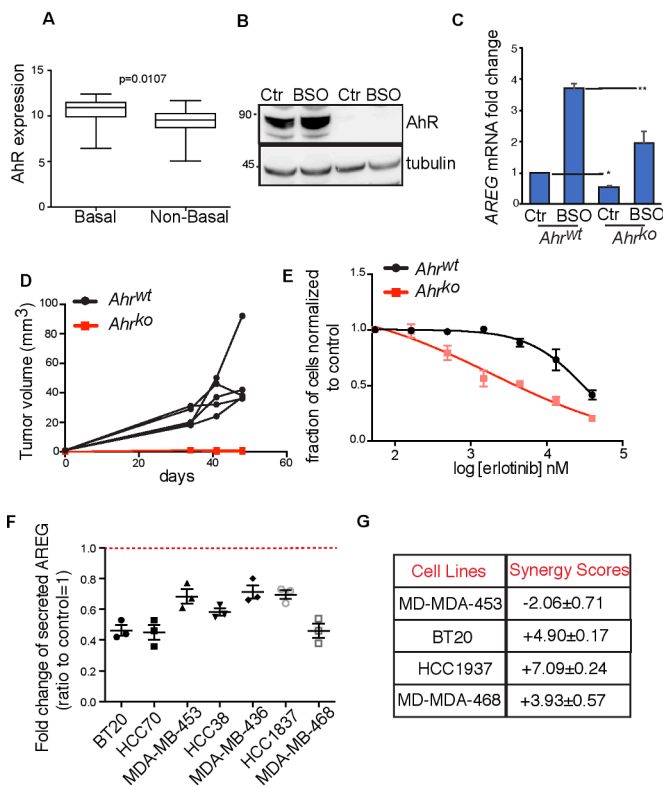 A
p=0.0107
AhR expression
15
10
5
0
Basal
Non-Basal
B
Ctr BSO Ctr BSO
90
AhR
45
tubulin
C
AREG mRNA fold change
5
4
3
2
1
0
**
*
Ctr BSO Ctr BSO
Ahrwt
Ahrko
D
Ahrwt
Ahrko
Tumor volume (mm3)
100
80
60
40
20
0
0
20
40
60
days
E
Ahrwt
Ahrko
fraction of cells normalized
to control
1.0
0.5
0.0
2
3
4
5
log [erlotinib] nM
F
Fold change of secreted AREG
(ratio to control=1)
1.0
0.8
0.6
0.4
0.2
0.0
BT20
HCC70
MDA-MB-453
HCC38
MDA-MB-436
HCC1837
MDA-MB-468
G
Cell Lines Synergy Scores
MD-MDA-453 -2.06±0.71
BT20 +4.90±0.17
HCC1937 +7.09±0.24
MD-MDA-468 +3.93±0.57